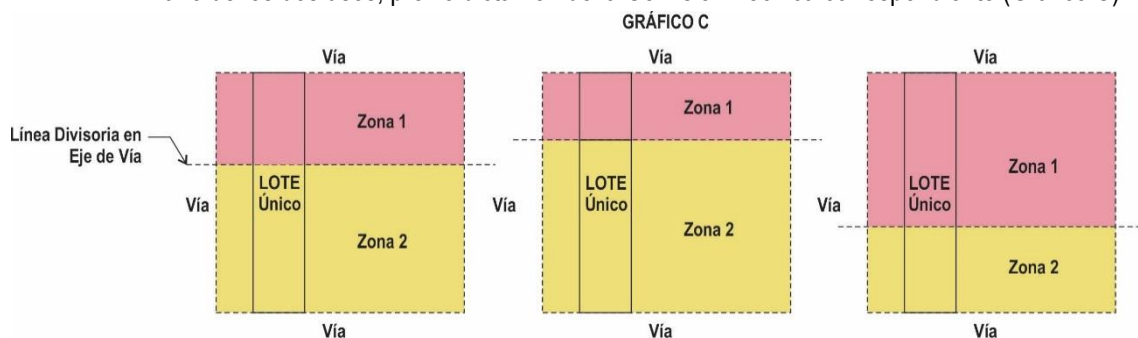 GRÁFICO C
Vía Vía Vía
Zona 1 Zona 1
Línea Divisoria en
Eje de Vía
Zona 1
LOTE LOTE LOTE
Único Único Único
Vía Vía Vía
Zona 2 Zona 2
Zona 2
Vía Vía Vía